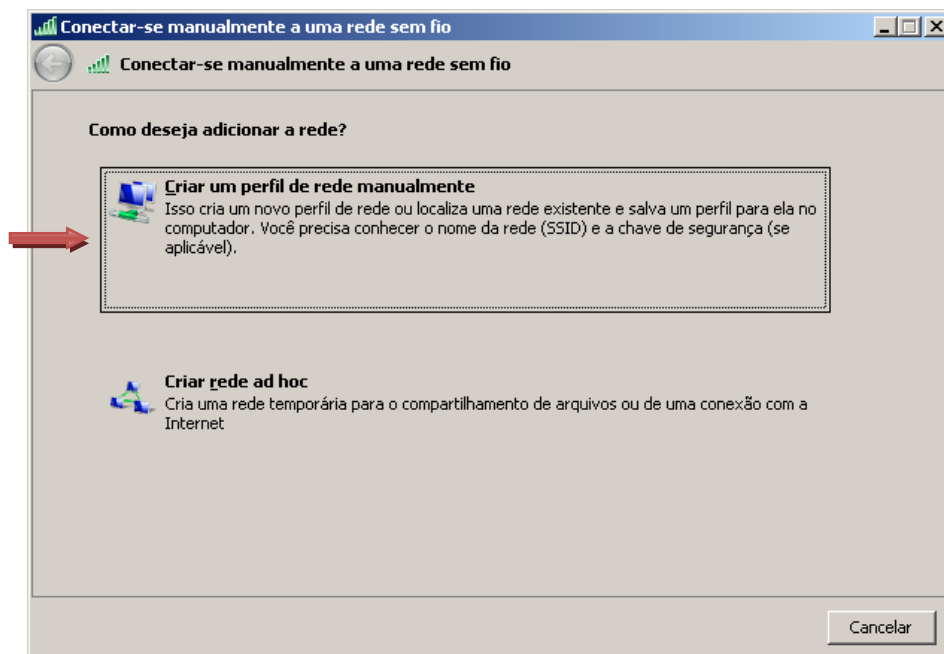 Conectar-se manualmente a uma rede sem fio
Conectar-se manualmente a uma rede sem fio
Como deseja adicionar a rede?
Criar um perfil de rede manualmente
Isso cria um novo perfil de rede ou localiza uma rede existente e salva um perfil para ela no
computador. Você precisa conhecer o nome da rede (SSID) e a chave de segurança (se
aplicável).
Criar rede ad hoc
Cria uma rede temporária para o compartilhamento de arquivos ou de uma conexão com a
Internet
Cancelar